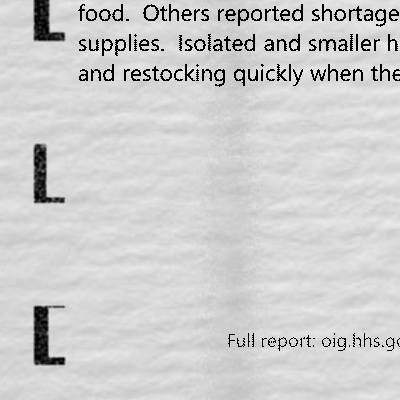 food. Others reported shortage
supplies. Isolated and smaller h
and restocking quickly when the
Full report: oig.hhs.go